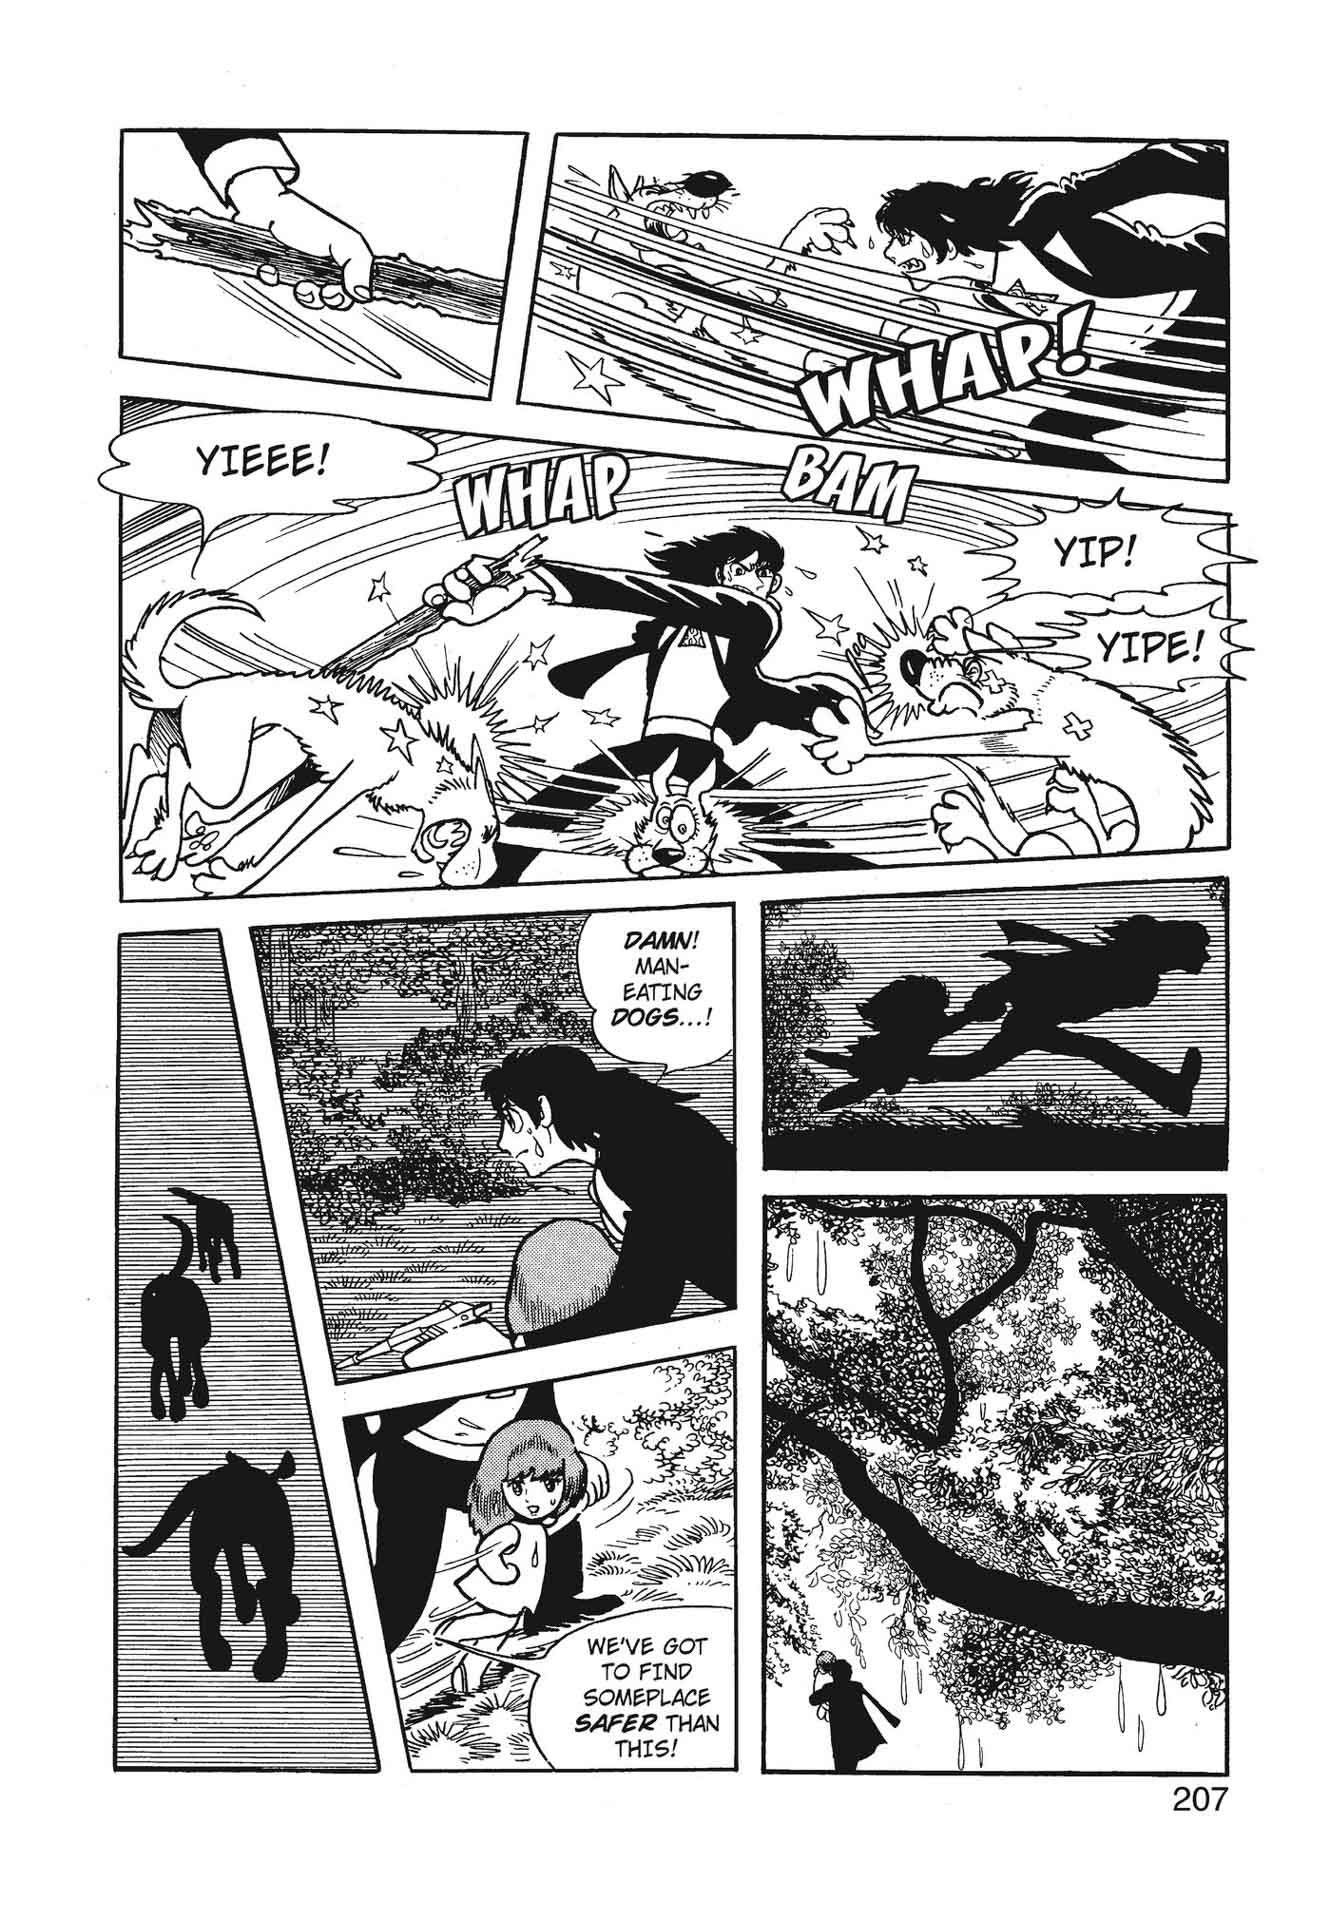 WHAP!
YIEEE!
WHAP
BAM
YIP!
YIPE!
DAMN!
MAN-
EATING
DOGS...!
WE'VE GOT
TO FIND
SOMEPLACE
SAFER THAN
THIS!
207